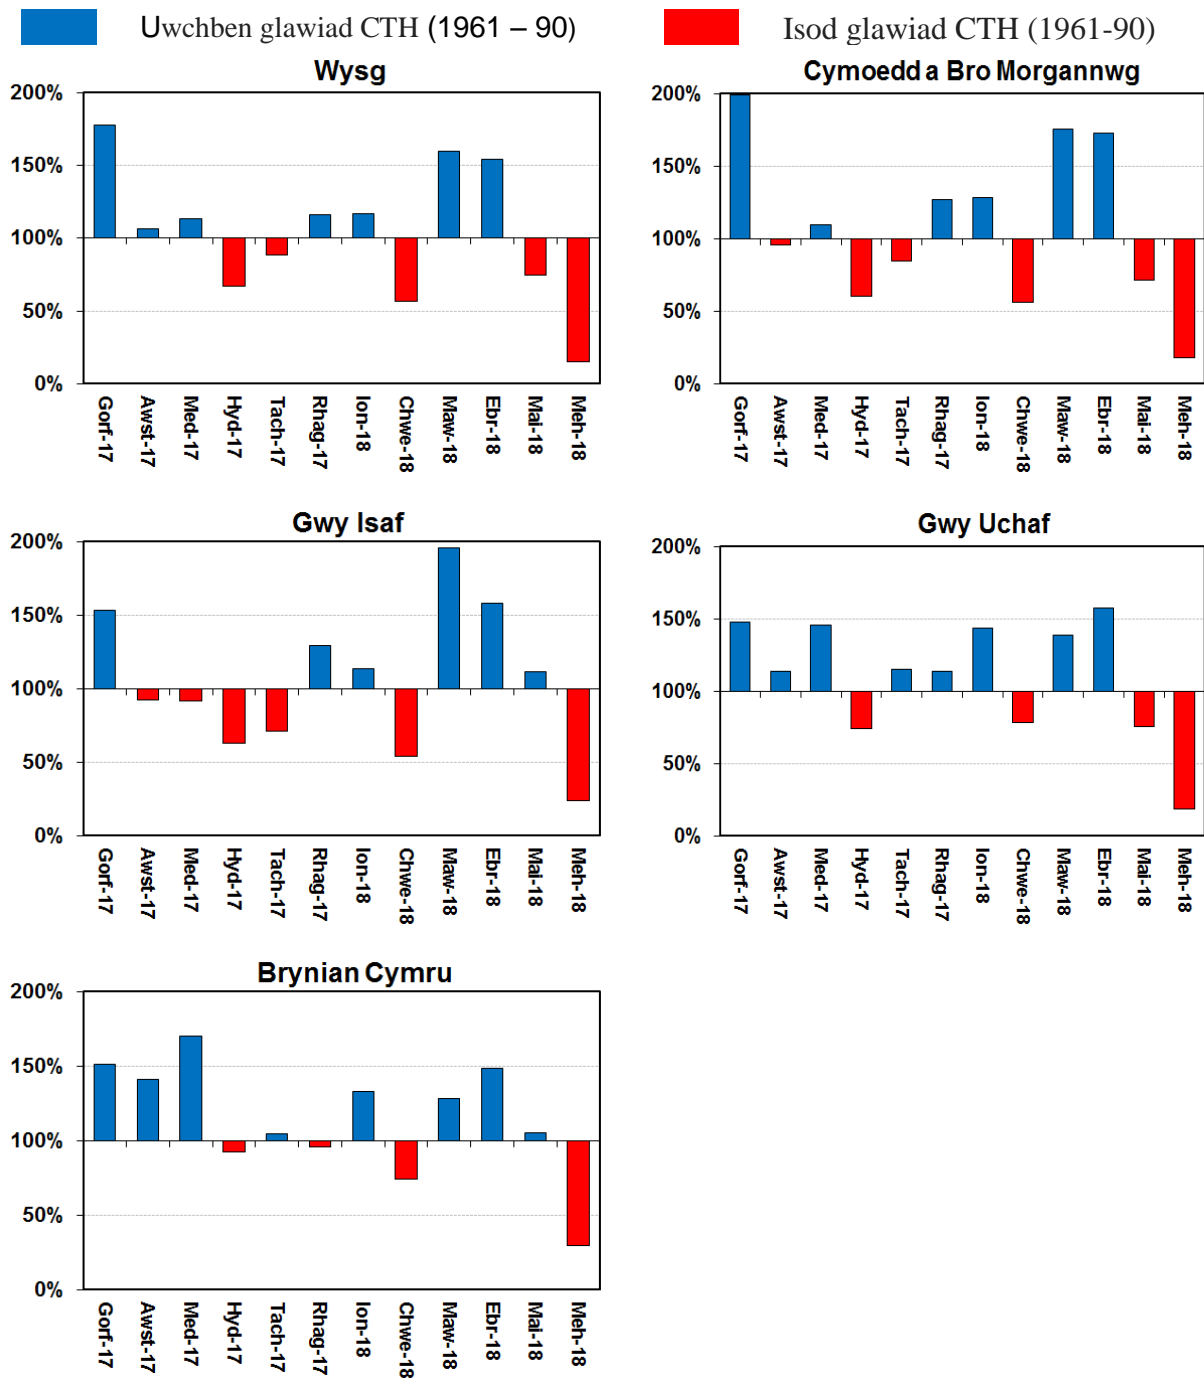 Uwchben glawiad CTH (1961 – 90)
Isod glawiad CTH (1961-90)
Wysg
200%
150%
100%
50%
0%
Gorf-17
Awst-17
Med-17
Hyd-17
Tach-17
Rhag-17
Ion-18
Chwe-18
Maw-18
Ebr-18
Mai-18
Meh-18
Cymoedd a Bro Morgannwg
200%
150%
100%
50%
0%
Gorf-17
Awst-17
Med-17
Hyd-17
Tach-17
Rhag-17
Ion-18
Chwe-18
Maw-18
Ebr-18
Mai-18
Meh-18
Gwy Isaf
200%
150%
100%
50%
0%
Gorf-17
Awst-17
Med-17
Hyd-17
Tach-17
Rhag-17
Ion-18
Chwe-18
Maw-18
Ebr-18
Mai-18
Meh-18
Gwy Uchaf
200%
150%
100%
50%
0%
Gorf-17
Awst-17
Med-17
Hyd-17
Tach-17
Rhag-17
Ion-18
Chwe-18
Maw-18
Ebr-18
Mai-18
Meh-18
Brynian Cymru
200%
150%
100%
50%
0%
Gorf-17
Awst-17
Med-17
Hyd-17
Tach-17
Rhag-17
Ion-18
Chwe-18
Maw-18
Ebr-18
Mai-18
Meh-18